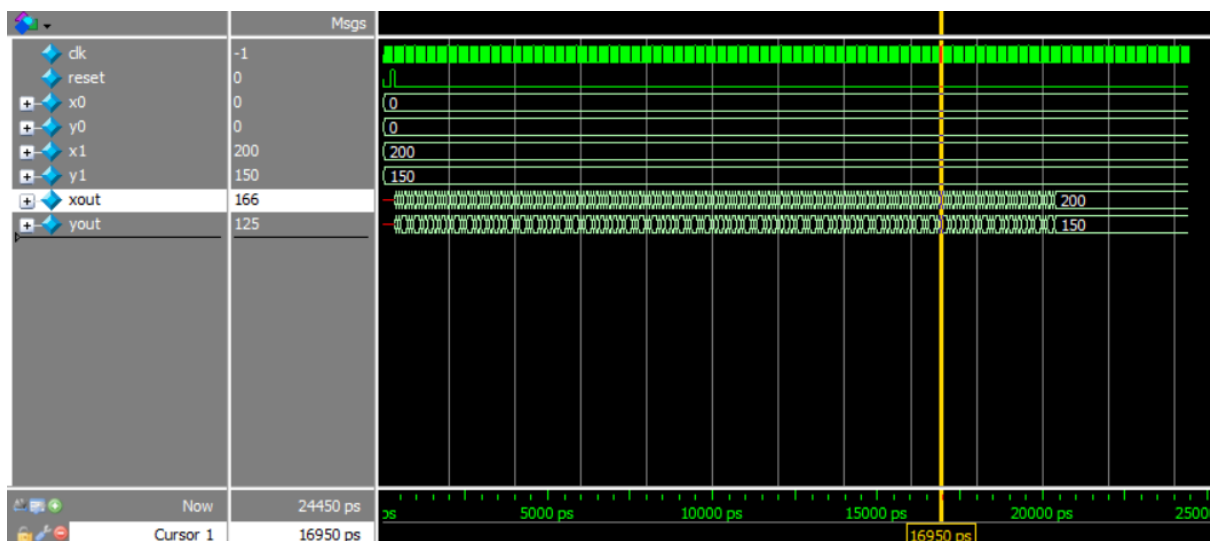 Msgs
clk -1
reset 0
x0 0 0
y0 0 0
x1 200 200
y1 150 150
xout 166 200
yout 125 150
Now 24450 ps ps 5000 ps 10000 ps 15000 ps 20000 ps 2500
Cursor 1 16950 ps 16950 ps